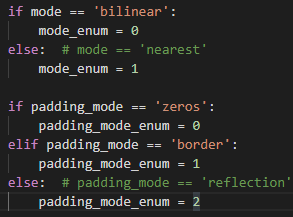 if mode == 'bilinear':
    mode_enum = 0
else:  # mode == 'nearest'
    mode_enum = 1

if padding_mode == 'zeros':
    padding_mode_enum = 0
elif padding_mode == 'border':
    padding_mode_enum = 1
else:  # padding_mode == 'reflection'
    padding_mode_enum = 2